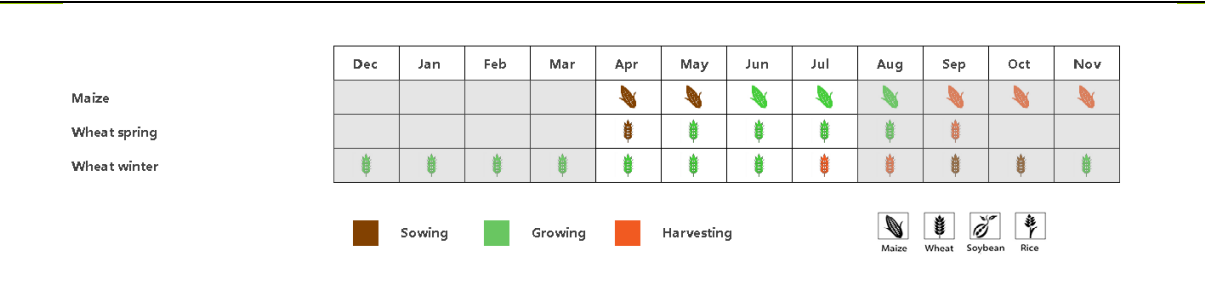 Dec Jan Feb Mar Apr May Jun Jul Aug Sep Oct Nov
Maize
Wheat spring
Wheat winter
Sowing Growing Harvesting
Maize Wheat Soybean Rice